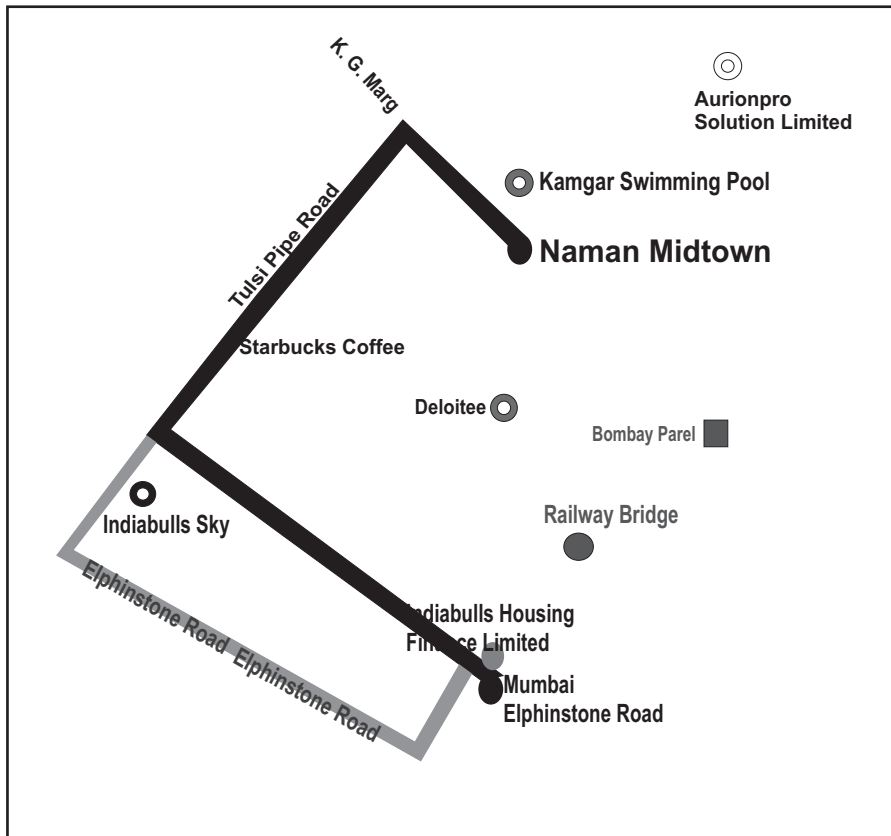 K. G. Marg
Aurionpro
Solution Limited
Kamgar Swimming Pool
Tulsi Pipe Road
Naman Midtown
Starbucks Coffee
Deloitee
Bombay Parel
Indiabulls Sky
Railway Bridge
Elphinstone Road Elphinstone Road
Indiabulls Housing
Finance Limited
Mumbai
Elphinstone Road